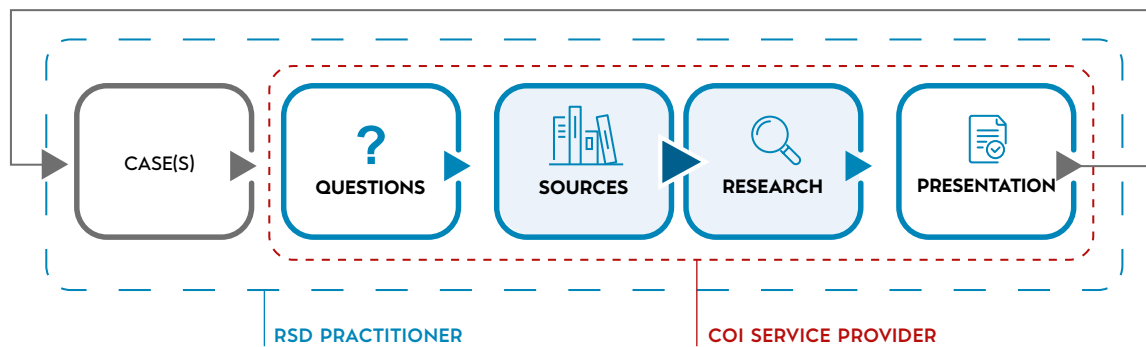 CASE(S)
?
QUESTIONS
SOURCES
RESEARCH
PRESENTATION
RSD PRACTITIONER
COI SERVICE PROVIDER